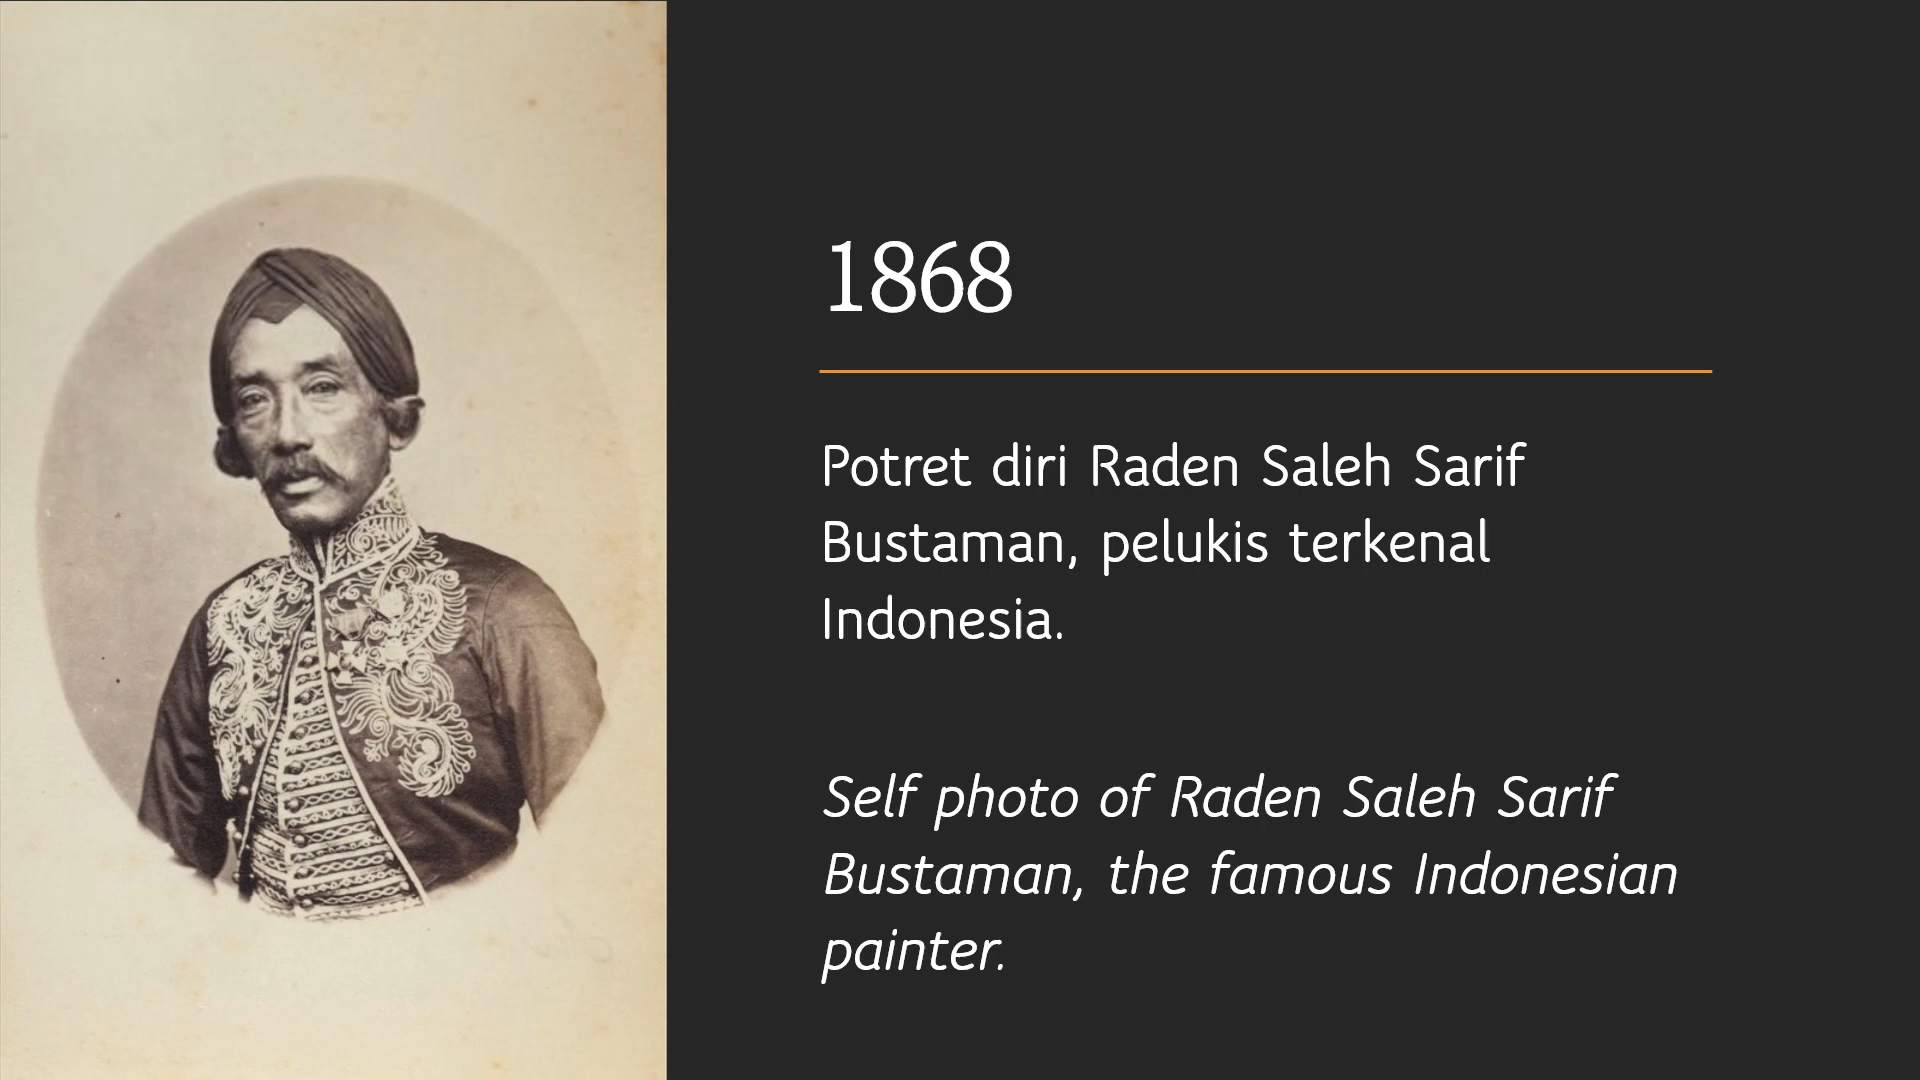 1868
Potret diri Raden Saleh Sarif
Bustaman, pelukis terkenal
Indonesia.
Self photo of Raden Saleh Sarif
Bustaman, the famous Indonesian
painter.